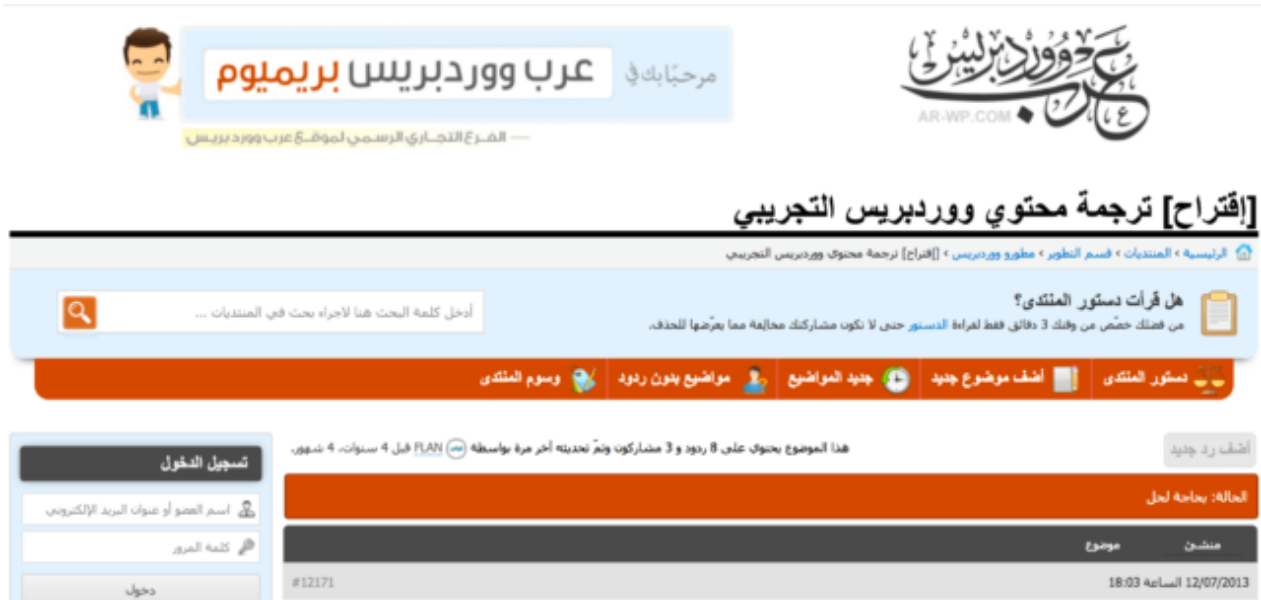 عرب ووردبريس
AR-WP.COM
مرحبًا بك في عرب ووردبريس بريميوم
— الفرع التجاري الرسمي لموقع عرب ووردبريس
[إقتراح] ترجمة محتوي ووردبريس التجريبي
الرئيسية › المنتديات › قسم التطوير › مطورو ووردبريس › [إقتراح] ترجمة محتوي ووردبريس التجريبي
هل قرأت دستور المنتدى؟
من فضلك خصّص من وقتك 3 دقائق فقط لقراءة الدستور حتى لا تكون مشاركتك مخالفة مما يعرّضها للحذف.
أدخل كلمة البحث هنا لاجراء بحث في المنتديات ...
دستور المنتدى
أضف موضوع جديد
جديد المواضيع
مواضيع بدون ردود
وسوم المنتدى
أضف رد جديد
هذا الموضوع يحتوي على 8 ردود و 3 مشاركون وتمّ تحديثه آخر مرة بواسطة FLAN قبل 4 سنوات، 4 شهور.
الحالة: بحاجة لحل
منشئ
موضوع
12/07/2013 الساعة 18:03
#12171
تسجيل الدخول
اسم العضو أو عنوان البريد الإلكتروني
كلمة المرور
دخول